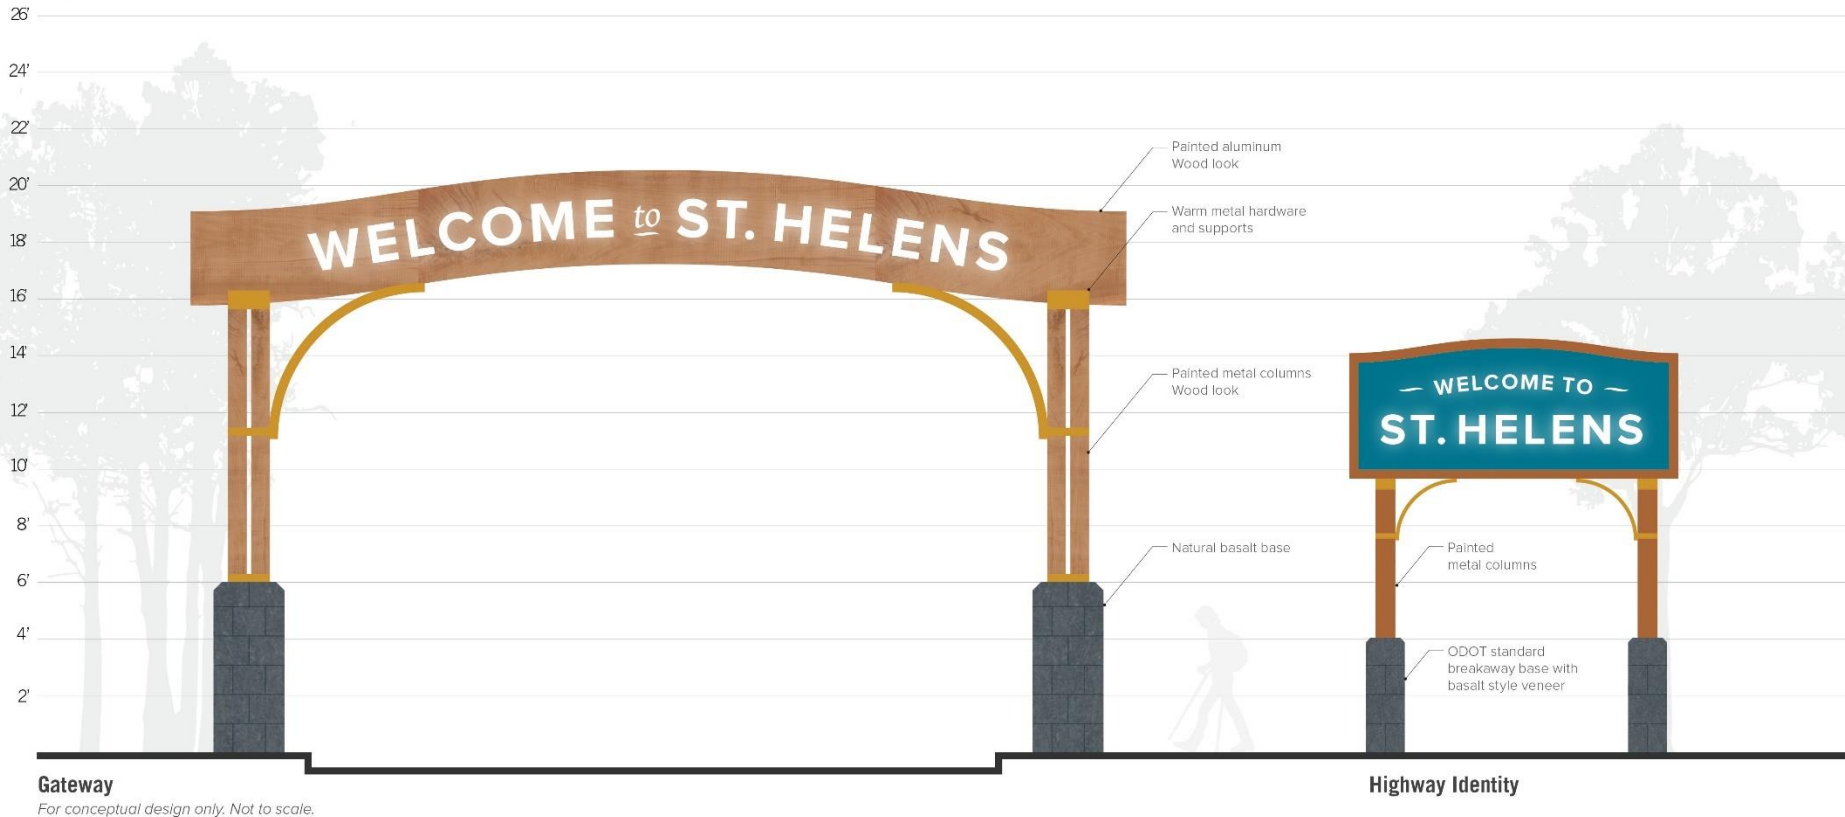 26'
24'
22'
20'
18'
16'
14'
12'
10'
8'
6'
4'
2'
WELCOME to ST. HELENS
Painted aluminum
Wood look
Warm metal hardware
and supports
Painted metal columns
Wood look
Natural basalt base
WELCOME TO
ST. HELENS
Painted
metal columns
ODOT standard
breakaway base with
basalt style veneer
Gateway
For conceptual design only. Not to scale.
Highway Identity